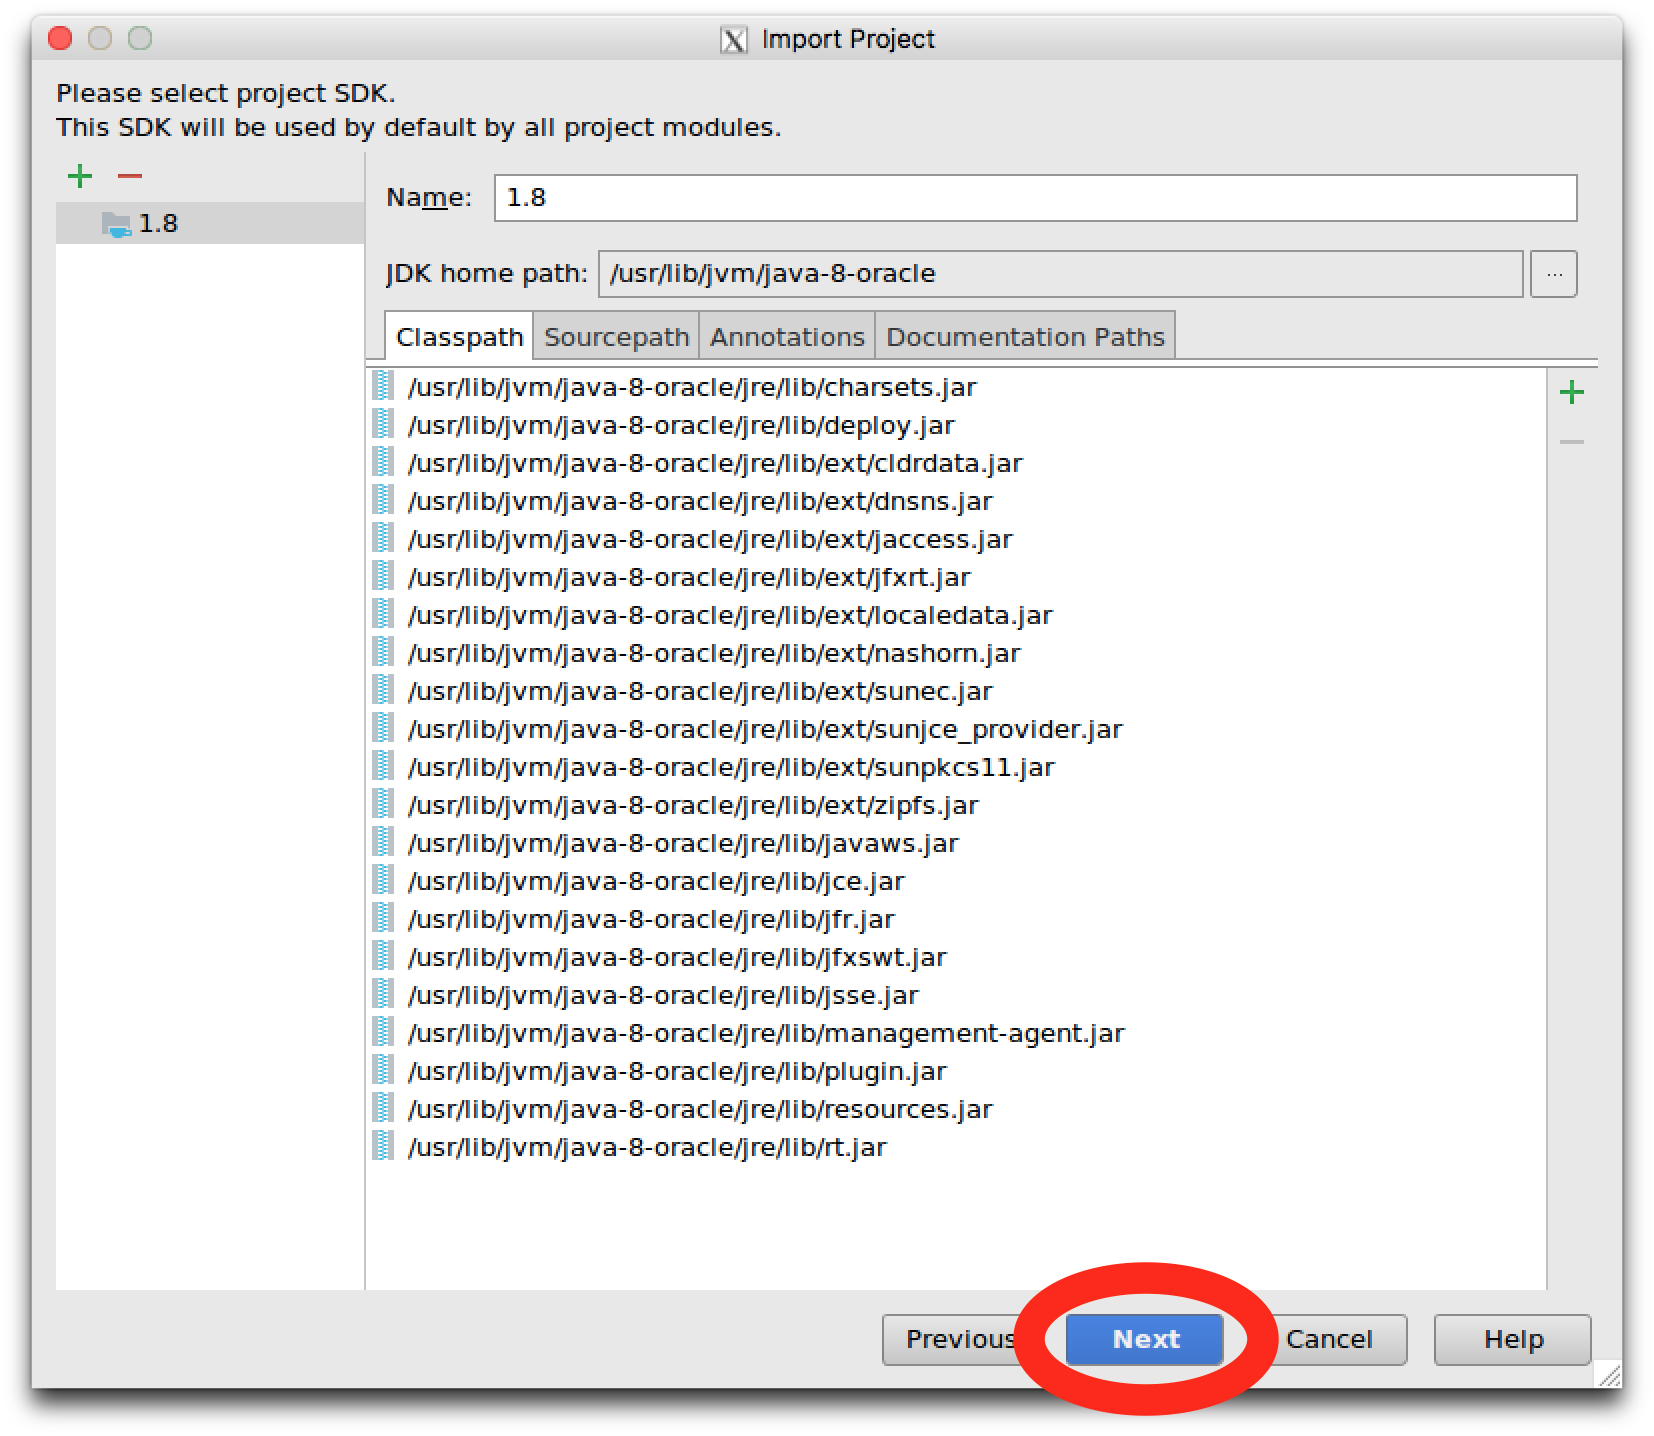 Import Project
Please select project SDK.
This SDK will be used by default by all project modules.
1.8
Name: 1.8
JDK home path: /usr/lib/jvm/java-8-oracle ...
Classpath Sourcepath Annotations Documentation Paths
/usr/lib/jvm/java-8-oracle/jre/lib/charsets.jar
/usr/lib/jvm/java-8-oracle/jre/lib/deploy.jar
/usr/lib/jvm/java-8-oracle/jre/lib/ext/cldrdata.jar
/usr/lib/jvm/java-8-oracle/jre/lib/ext/dnsns.jar
/usr/lib/jvm/java-8-oracle/jre/lib/ext/jaccess.jar
/usr/lib/jvm/java-8-oracle/jre/lib/ext/jfxrt.jar
/usr/lib/jvm/java-8-oracle/jre/lib/ext/localedata.jar
/usr/lib/jvm/java-8-oracle/jre/lib/ext/nashorn.jar
/usr/lib/jvm/java-8-oracle/jre/lib/ext/sunec.jar
/usr/lib/jvm/java-8-oracle/jre/lib/ext/sunjce_provider.jar
/usr/lib/jvm/java-8-oracle/jre/lib/ext/sunpkcs11.jar
/usr/lib/jvm/java-8-oracle/jre/lib/ext/zipfs.jar
/usr/lib/jvm/java-8-oracle/jre/lib/javaws.jar
/usr/lib/jvm/java-8-oracle/jre/lib/jce.jar
/usr/lib/jvm/java-8-oracle/jre/lib/jfr.jar
/usr/lib/jvm/java-8-oracle/jre/lib/jfxswt.jar
/usr/lib/jvm/java-8-oracle/jre/lib/jsse.jar
/usr/lib/jvm/java-8-oracle/jre/lib/management-agent.jar
/usr/lib/jvm/java-8-oracle/jre/lib/plugin.jar
/usr/lib/jvm/java-8-oracle/jre/lib/resources.jar
/usr/lib/jvm/java-8-oracle/jre/lib/rt.jar
Previous Next Cancel Help